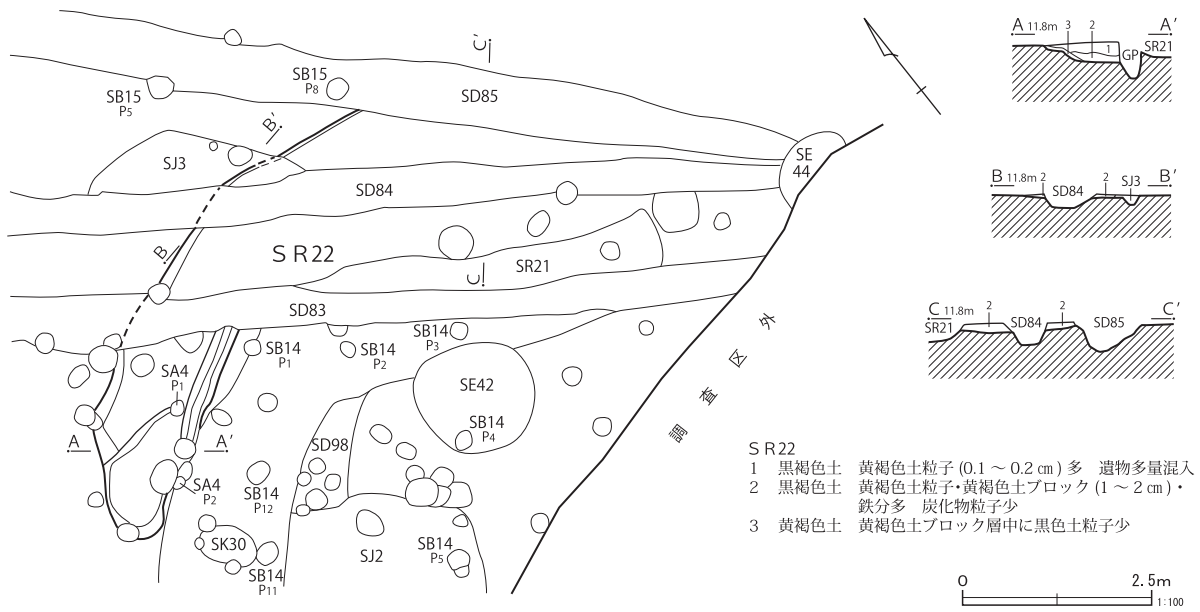 C C'
SB15
P8
SD85
SB15
P5
B'
SJ3
SE
44
SD84
B
SR22
SR21
C
SD83
SB14
P3
SB14
P1
SB14
P2
SA4
P1
SE42
SB14
P4
A A'
SD98
SA4
P2
SB14
P12
SK30
SJ2
SB14
P5
SB14
P11
調査区外
A 11.8m 3 2 A'
1 GP SR21
B 11.8m 2 SD84 2 SJ3 B'
C 11.8m 2 2 C'
SR21 SD84 SD85
SR22
1 黒褐色土 黄褐色土粒子(0.1～0.2㎝)多 遺物多量混入
2 黒褐色土 黄褐色土粒子・黄褐色土ブロック(1～2㎝)・
鉄分多 炭化物粒子少
3 黄褐色土 黄褐色土ブロック層中に黒色土粒子少
0 2.5m
1:100